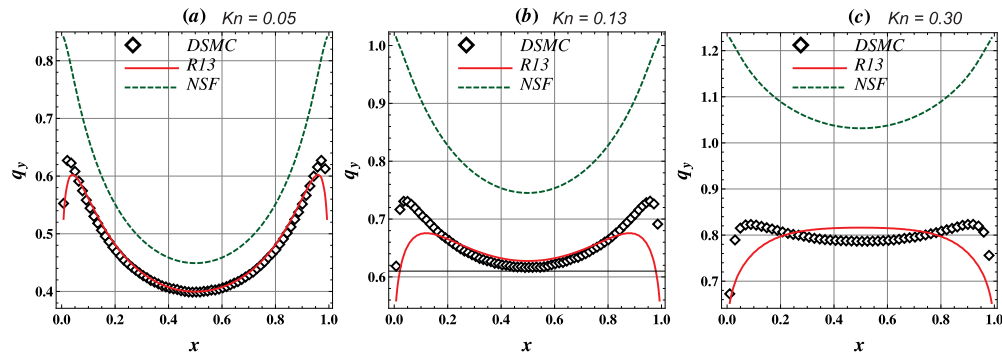 (a) Kn = 0.05
DSMC
R13
NSF
0.8
0.7
0.6
0.5
0.4
q_y
0.0 0.2 0.4 0.6 0.8 1.0
x
(b) Kn = 0.13
DSMC
R13
NSF
1.0
0.9
0.8
0.7
0.6
q_y
0.0 0.2 0.4 0.6 0.8 1.0
x
(c) Kn = 0.30
DSMC
R13
NSF
1.2
1.1
1.0
0.9
0.8
0.7
q_y
0.0 0.2 0.4 0.6 0.8 1.0
x